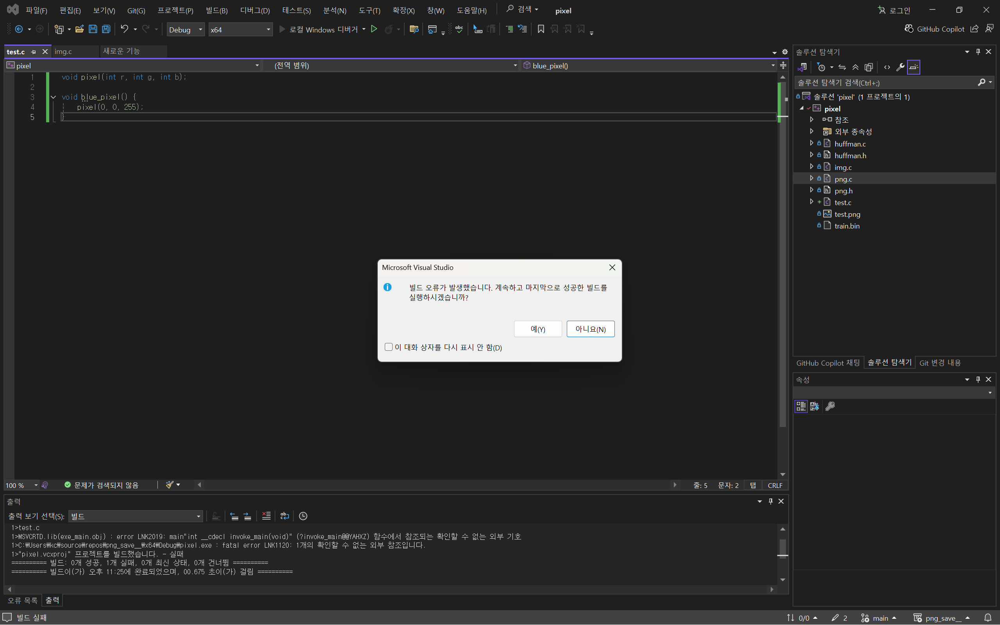 파일(F) 편집(E) 보기(V) Git(G) 프로젝트(P) 빌드(B) 디버그(D) 테스트(S) 분석(N) 도구(T) 확장(X) 창(W) 도움말(H) 검색 pixel 로그인
Debug x64 로컬 Windows 디버거 GitHub Copilot
test.c img.c 새로운 기능
pixel (전역 범위) blue_pixel()
1 void pixel(int r, int g, int b);
2
3 void blue_pixel() {
4 pixel(0, 0, 255);
5 }
솔루션 탐색기
솔루션 탐색기 검색(Ctrl+;)
솔루션 'pixel' (1 프로젝트의 1)
pixel
참조
외부 종속성
huffman.c
huffman.h
img.c
png.c
png.h
test.c
test.png
train.bin
Microsoft Visual Studio
빌드 오류가 발생했습니다. 계속하고 마지막으로 성공한 빌드를
실행하시겠습니까?
예(Y) 아니요(N)
이 대화 상자를 다시 표시 안 함(D)
GitHub Copilot 채팅 솔루션 탐색기 Git 변경 내용
속성
100 % 문제가 검색되지 않음 줄: 5 문자: 2 탭 CRLF
출력
출력 보기 선택(S): 빌드
1>test.c
1>MSVCRTD.lib(exe_main.obj) : error LNK2019: main"int __cdecl invoke_main(void)" (?invoke_main@@YAHXZ) 함수에서 참조되는 확인할 수 없는 외부 기호
1>C:₩Users₩kc₩source₩repos₩png_save__₩x64₩Debug₩pixel.exe : fatal error LNK1120: 1개의 확인할 수 없는 외부 참조입니다.
1>"pixel.vcxproj" 프로젝트를 빌드했습니다. - 실패
========== 빌드: 0개 성공, 1개 실패, 0개 최신 상태, 0개 건너뜀 ==========
========== 빌드이(가) 오후 11:25에 완료되었으며, 00.675 초이(가) 걸림 ==========
오류 목록 출력
빌드 실패 0/0 2 main png_save__